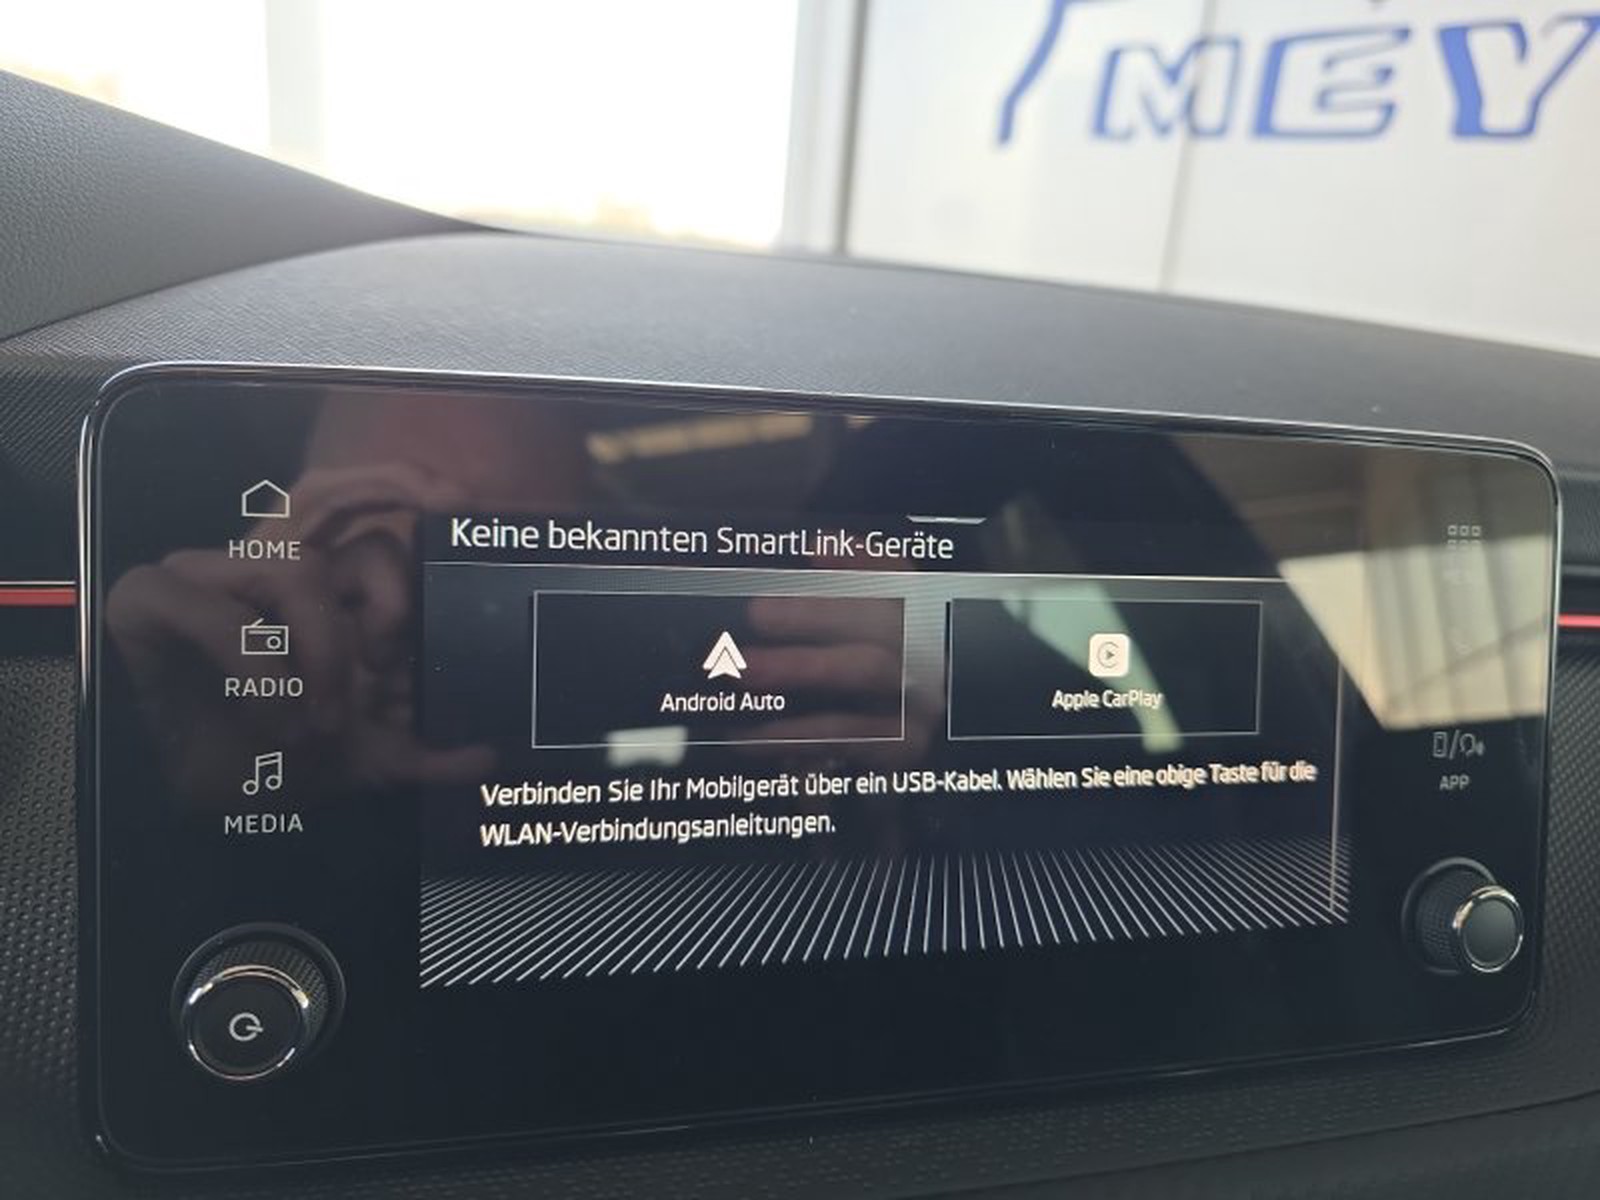 MEY
HOME
RADIO
MEDIA
Keine bekannten SmartLink-Geräte
Android Auto
Apple CarPlay
Verbinden Sie Ihr Mobilgerät über ein USB-Kabel. Wählen Sie eine obige Taste für die
WLAN-Verbindungsanleitungen.
APP